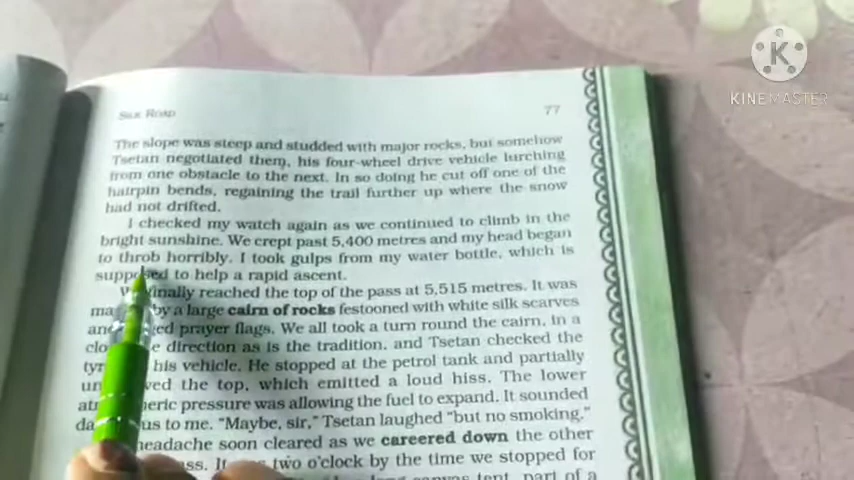 K
KINEMASTER
SILK ROAD
77
The slope was steep and studded with major rocks, but somehow
Tsetan negotiated them, his four-wheel drive vehicle lurching
from one obstacle to the next. In so doing he cut off one of the
hairpin bends, regaining the trail further up where the snow
had not drifted.
I checked my watch again as we continued to climb in the
bright sunshine. We crept past 5,400 metres and my head began
to throb horribly. I took gulps from my water bottle, which is
supposed to help a rapid ascent.
finally reached the top of the pass at 5,515 metres. It was
by a large cairn of rocks festooned with white silk scarves
prayer flags. We all took a turn round the cairn, in a
direction as is the tradition, and Tsetan checked the
his vehicle. He stopped at the petrol tank and partially
the top, which emitted a loud hiss. The lower
pressure was allowing the fuel to expand. It sounded
to me. "Maybe, sir," Tsetan laughed "but no smoking."
headache soon cleared as we careered down the other
two o'clock by the time we stopped for
canvas tent, part of a